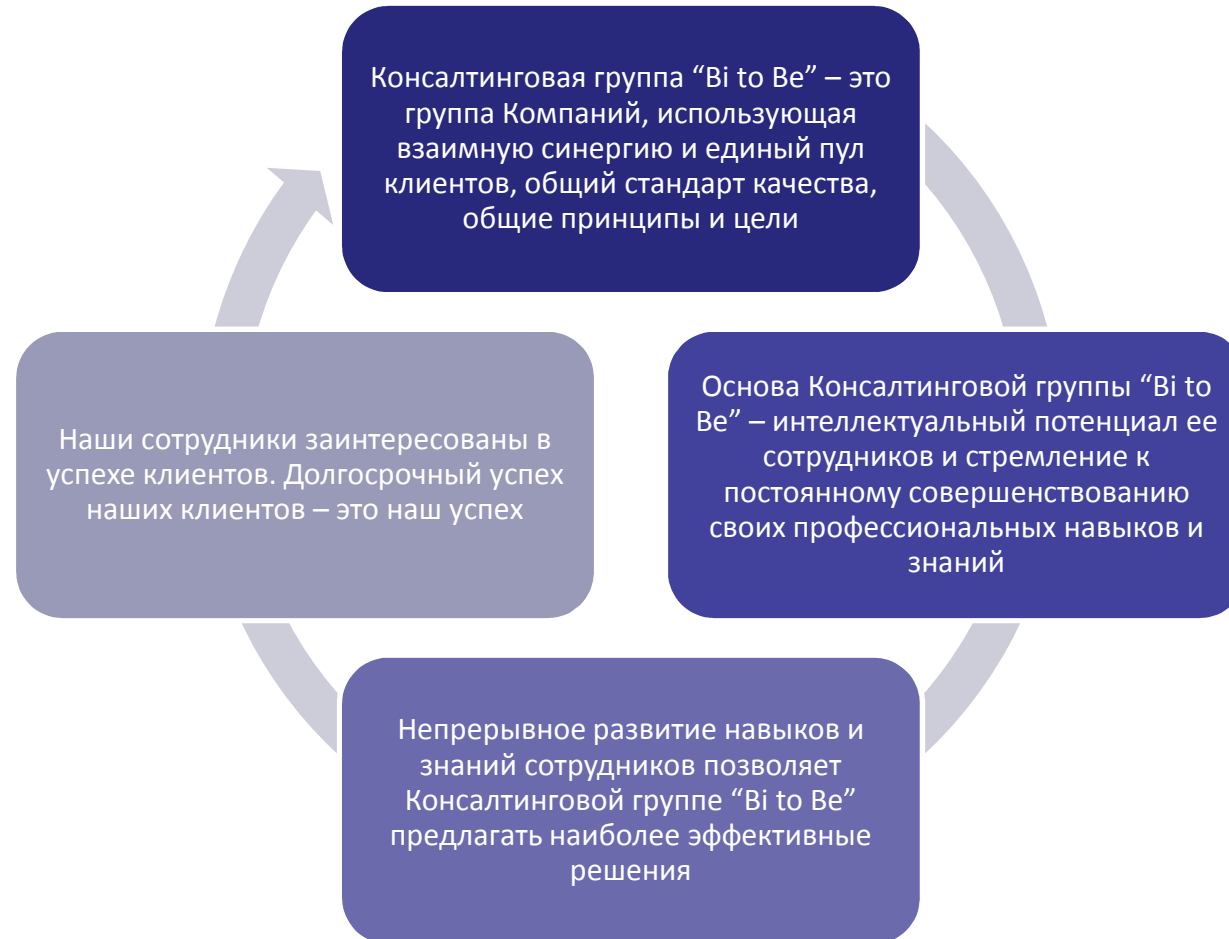 Консалтинговая группа “Bi to Be” – это
группа Компаний, использующая
взаимную синергию и единый пул
клиентов, общий стандарт качества,
общие принципы и цели
Основа Консалтинговой группы “Bi to
Be” – интеллектуальный потенциал ее
сотрудников и стремление к
постоянному совершенствованию
своих профессиональных навыков и
знаний
Непрерывное развитие навыков и
знаний сотрудников позволяет
Консалтинговой группе “Bi to Be”
предлагать наиболее эффективные
решения
Наши сотрудники заинтересованы в
успехе клиентов. Долгосрочный успех
наших клиентов – это наш успех